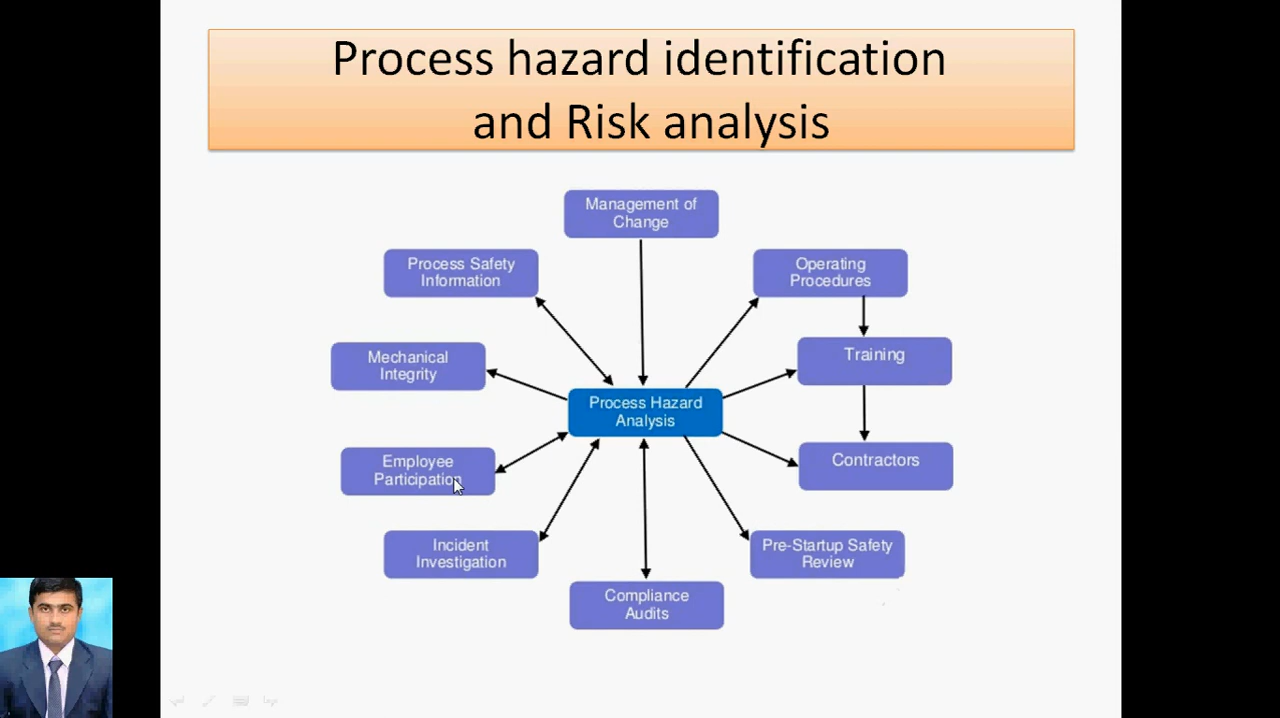 Process hazard identification
and Risk analysis
Management of
Change
Process Safety
Information
Operating
Procedures
Mechanical
Integrity
Training
Process Hazard
Analysis
Employee
Participation
Contractors
Incident
Investigation
Pre-Startup Safety
Review
Compliance
Audits